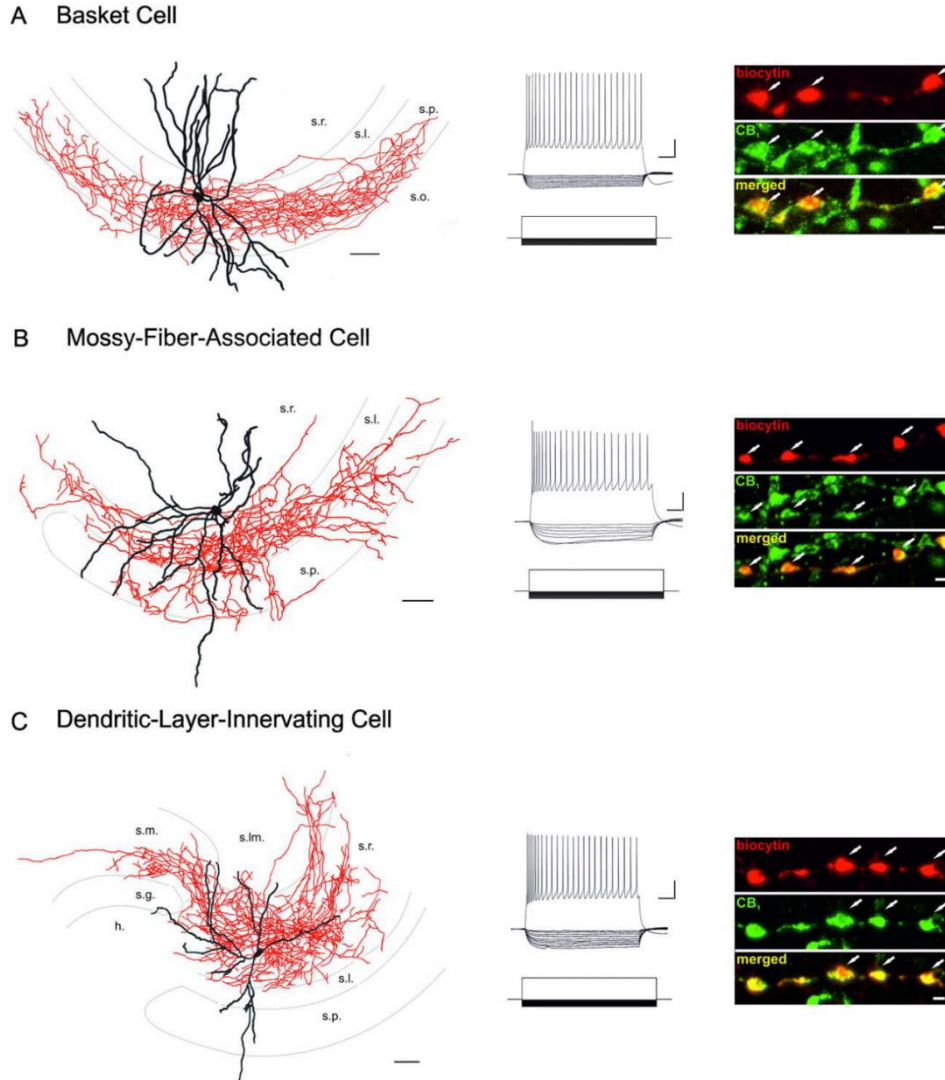 A Basket Cell
s.r.
s.l.
s.p.
s.o.
biocytin
CB1
merged
B Mossy-Fiber-Associated Cell
s.r.
s.l.
s.p.
biocytin
CB1
merged
C Dendritic-Layer-Innervating Cell
s.m.
s.lm.
s.r.
s.g.
h.
s.l.
s.p.
biocytin
CB1
merged